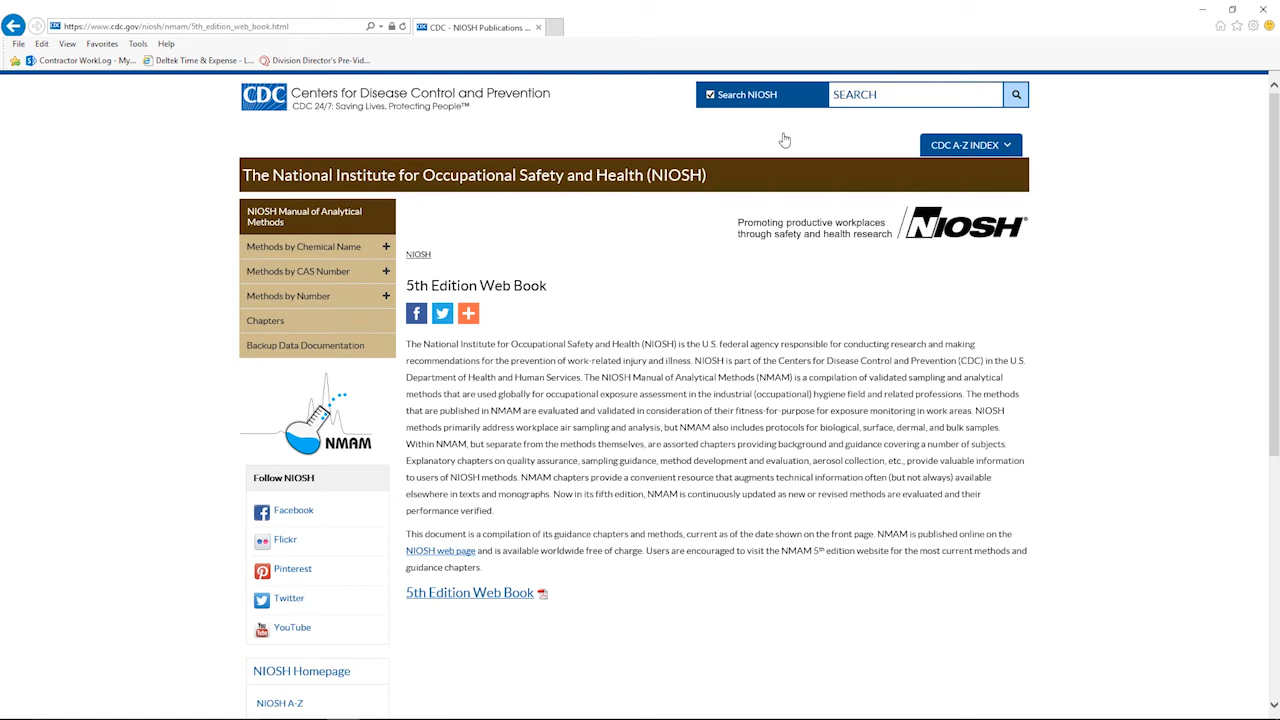 https://www.cdc.gov/niosh/nmam/5th_edition_web_book.html
CDC - NIOSH Publications ...
File Edit View Favorites Tools Help
Contractor WorkLog - My... Deltek Time & Expense - L... Division Director's Pre-Vid...
CDC Centers for Disease Control and Prevention
CDC 24/7: Saving Lives, Protecting People™
Search NIOSH SEARCH
CDC A-Z INDEX
The National Institute for Occupational Safety and Health (NIOSH)
NIOSH Manual of Analytical
Methods
Methods by Chemical Name
Methods by CAS Number
Methods by Number
Chapters
Backup Data Documentation
NMAM
Follow NIOSH
Facebook
Flickr
Pinterest
Twitter
YouTube
NIOSH Homepage
NIOSH A-Z
Promoting productive workplaces
through safety and health research
NIOSH®
NIOSH
5th Edition Web Book
The National Institute for Occupational Safety and Health (NIOSH) is the U.S. federal agency responsible for conducting research and making
recommendations for the prevention of work-related injury and illness. NIOSH is part of the Centers for Disease Control and Prevention (CDC) in the U.S.
Department of Health and Human Services. The NIOSH Manual of Analytical Methods (NMAM) is a compilation of validated sampling and analytical
methods that are used globally for occupational exposure assessment in the industrial (occupational) hygiene field and related professions. The methods
that are published in NMAM are evaluated and validated in consideration of their fitness-for-purpose for exposure monitoring in work areas. NIOSH
methods primarily address workplace air sampling and analysis, but NMAM also includes protocols for biological, surface, dermal, and bulk samples.
Within NMAM, but separate from the methods themselves, are assorted chapters providing background and guidance covering a number of subjects.
Explanatory chapters on quality assurance, sampling guidance, method development and evaluation, aerosol collection, etc., provide valuable information
to users of NIOSH methods. NMAM chapters provide a convenient resource that augments technical information often (but not always) available
elsewhere in texts and monographs. Now in its fifth edition, NMAM is continuously updated as new or revised methods are evaluated and their
performance verified.
This document is a compilation of its guidance chapters and methods, current as of the date shown on the front page. NMAM is published online on the
NIOSH web page and is available worldwide free of charge. Users are encouraged to visit the NMAM 5th edition website for the most current methods and
guidance chapters.
5th Edition Web Book